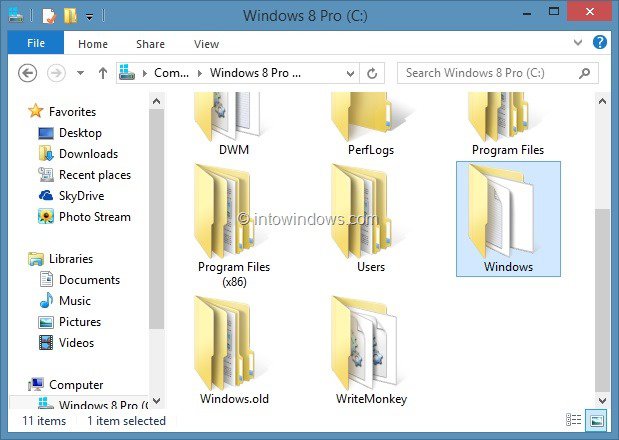 Windows 8 Pro (C:)
File Home Share View
Com... Windows 8 Pro ...
Search Windows 8 Pro (C:)
Favorites
Desktop
Downloads
Recent places
SkyDrive
Photo Stream
Libraries
Documents
Music
Pictures
Videos
Computer
Windows 8 Pro (C
DWM
PerfLogs
Program Files
Program Files
(x86)
Users
Windows
Windows.old
WriteMonkey
© intowindows.com
11 items 1 item selected